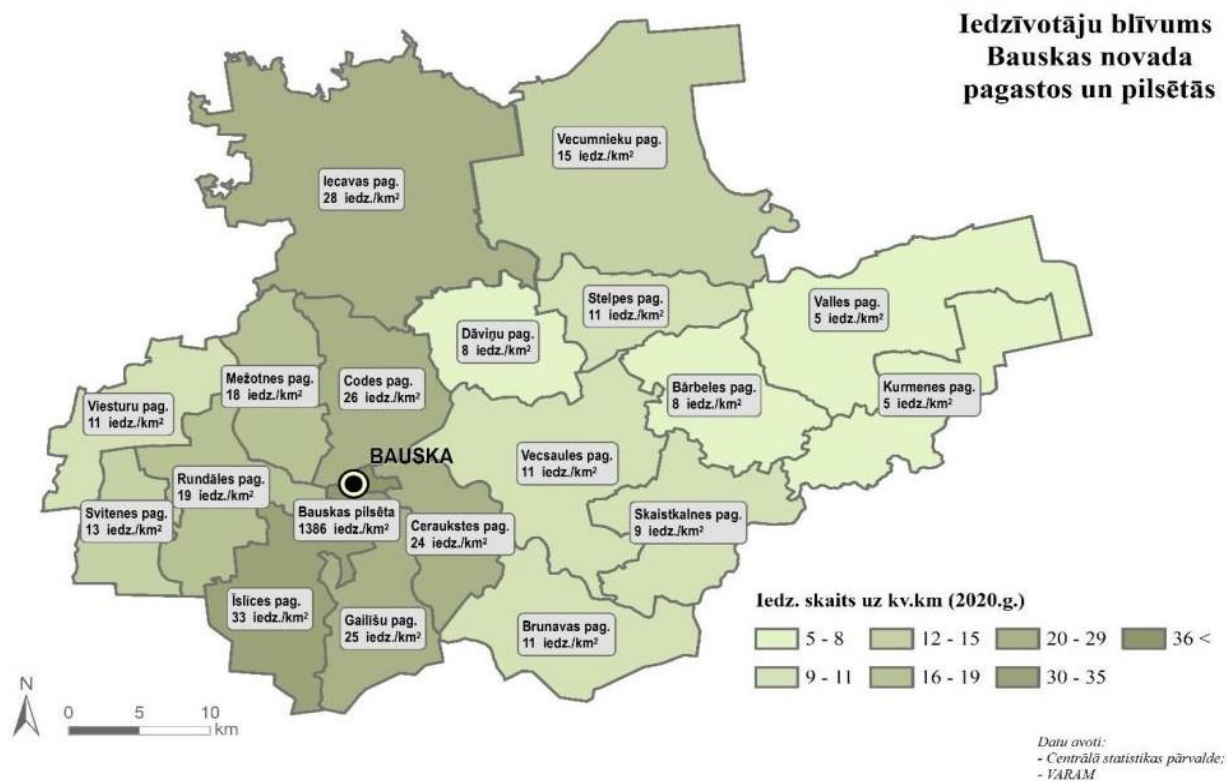 Iedzīvotāju blīvums
Bauskas novada
pagastos un pilsētās
Vecumnieku pag.
15 iedz./km²
Iecavas pag.
28 iedz./km²
Stelpes pag.
11 iedz./km²
Valles pag.
5 iedz./km²
Dāviņu pag.
8 iedz./km²
Mežotnes pag.
18 iedz./km²
Codes pag.
26 iedz./km²
Bārbeles pag.
8 iedz./km²
Kurmenes pag.
5 iedz./km²
Viesturu pag.
11 iedz./km²
BAUSKA
Vecsaules pag.
11 iedz./km²
Rundāles pag.
19 iedz./km²
Svitenes pag.
13 iedz./km²
Bauskas pilsēta
1386 iedz./km²
Ceraukstes pag.
24 iedz./km²
Skaistkalnes pag.
9 iedz./km²
Īslīces pag.
33 iedz./km²
Gailīšu pag.
25 iedz./km²
Brunavas pag.
11 iedz./km²
Iedz. skaits uz kv.km (2020.g.)
5 - 8 12 - 15 20 - 29 36 <
9 - 11 16 - 19 30 - 35
N
0 5 10
km
Datu avoti:
- Centrālā statistikas pārvalde;
- VARAM